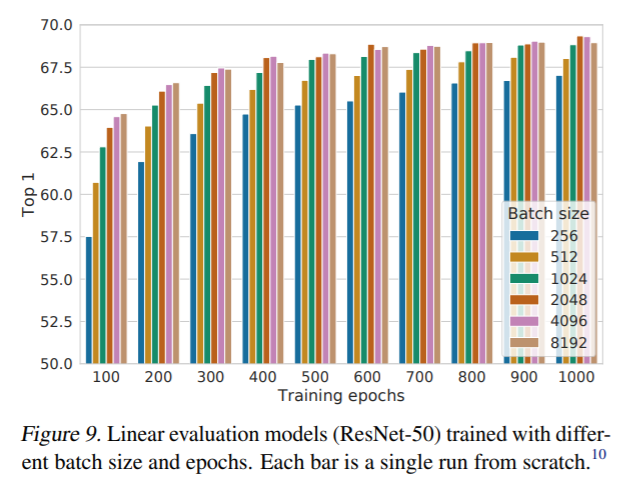 70.0
67.5
65.0
62.5
60.0
57.5
55.0
52.5
50.0
Top 1
100 200 300 400 500 600 700 800 900 1000
Training epochs
Batch size
256
512
1024
2048
4096
8192
Figure 9. Linear evaluation models (ResNet-50) trained with differ-
ent batch size and epochs. Each bar is a single run from scratch.10